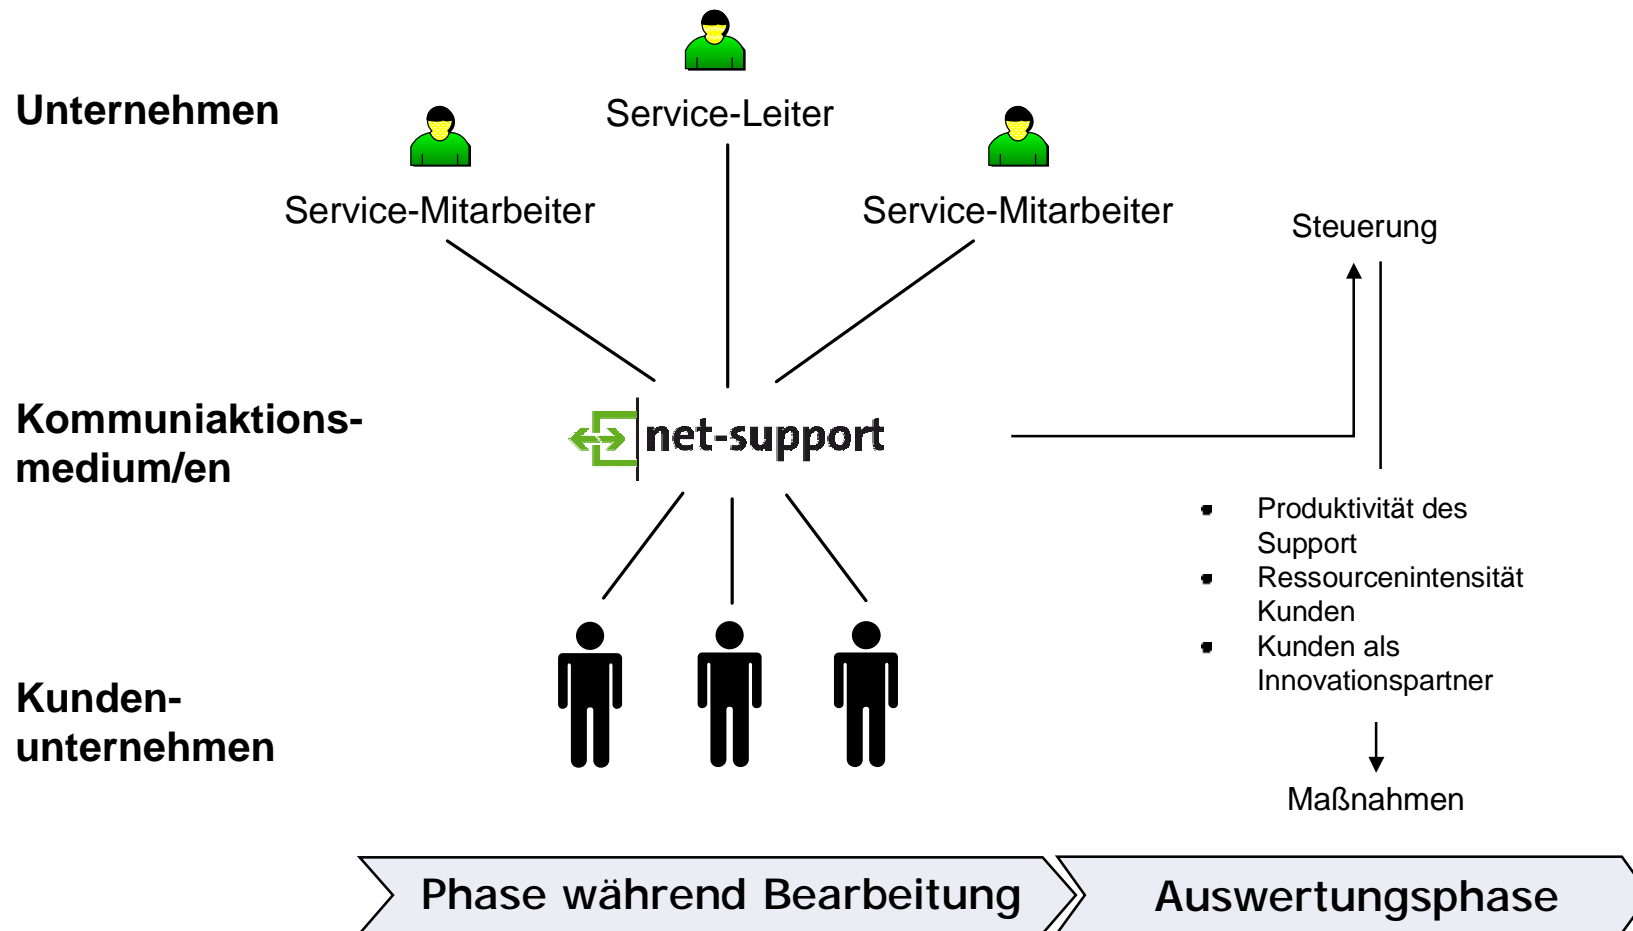 Unternehmen
Service-Leiter
Service-Mitarbeiter
Service-Mitarbeiter
Steuerung
Kommuniaktions-
medium/en
net-support
Produktivität des
Support
Ressourcenintensität
Kunden
Kunden als
Innovationspartner
Kunden-
unternehmen
Maßnahmen
Phase während Bearbeitung
Auswertungsphase